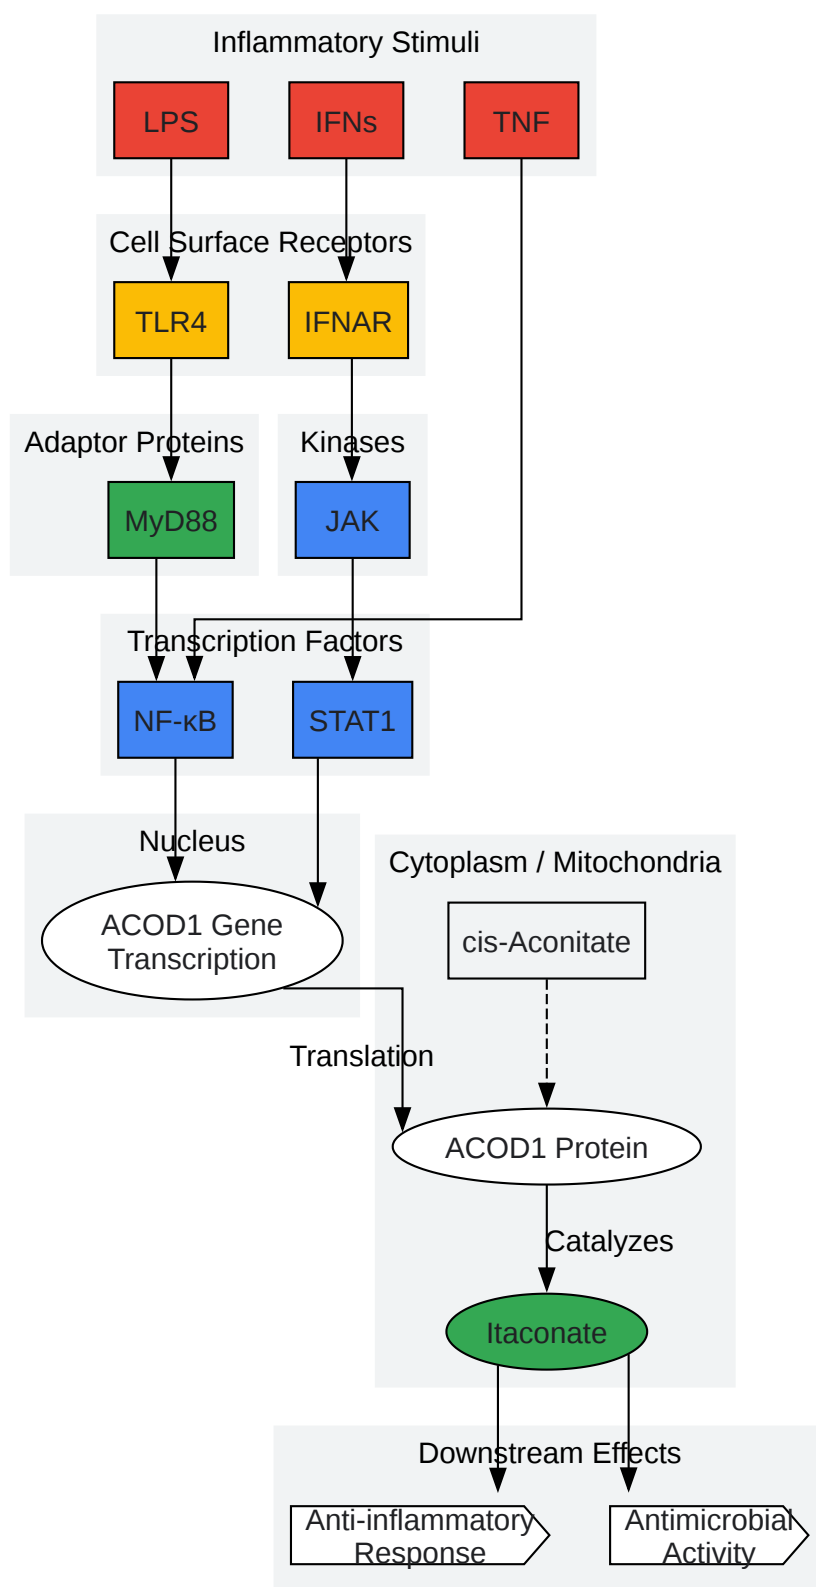 Inflammatory Stimuli
LPS
IFNs
TNF
Cell Surface Receptors
TLR4
IFNAR
Adaptor Proteins
Kinases
MyD88
JAK
Transcription Factors
NF-κB
STAT1
Nucleus
Cytoplasm / Mitochondria
ACOD1 Gene
Transcription
cis-Aconitate
Translation
ACOD1 Protein
Catalyzes
Itaconate
Downstream Effects
Anti-inflammatory
Response
Antimicrobial
Activity